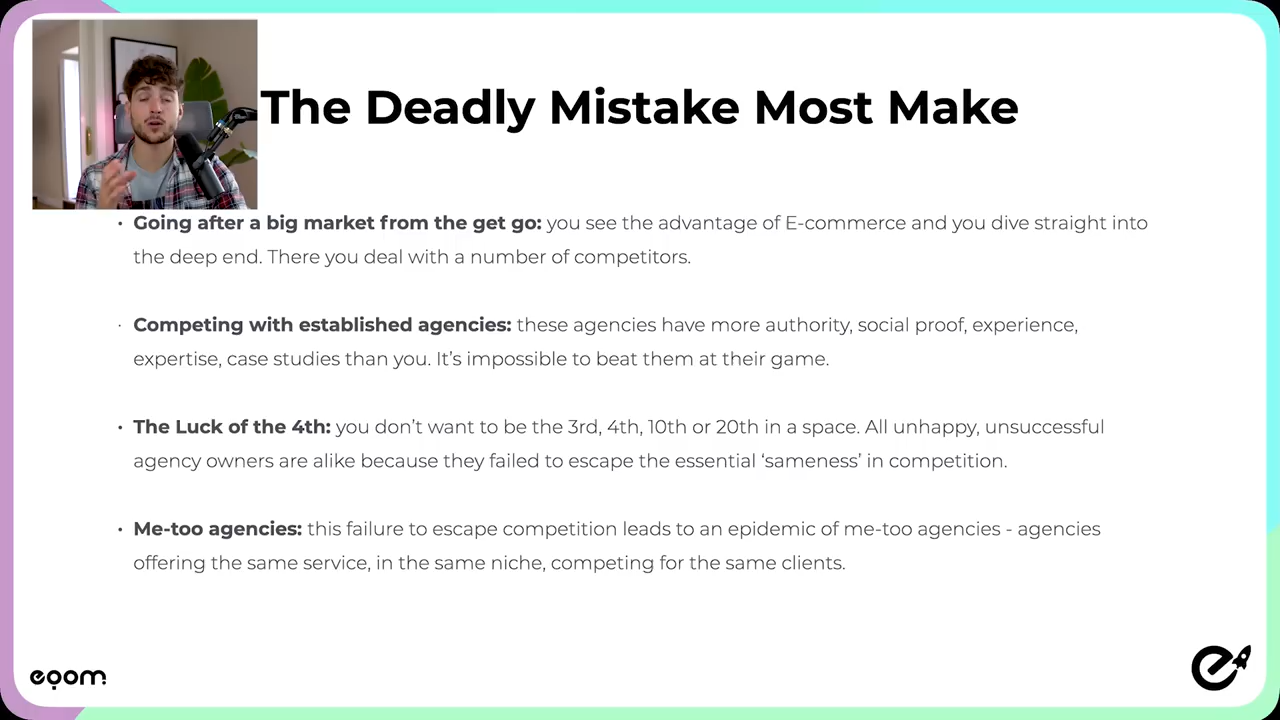 The Deadly Mistake Most Make
• Going after a big market from the get go: you see the advantage of E-commerce and you dive straight into
the deep end. There you deal with a number of competitors.
• Competing with established agencies: these agencies have more authority, social proof, experience,
expertise, case studies than you. It’s impossible to beat them at their game.
• The Luck of the 4th: you don’t want to be the 3rd, 4th, 10th or 20th in a space. All unhappy, unsuccessful
agency owners are alike because they failed to escape the essential ‘sameness’ in competition.
• Me-too agencies: this failure to escape competition leads to an epidemic of me-too agencies - agencies
offering the same service, in the same niche, competing for the same clients.
eqom
e